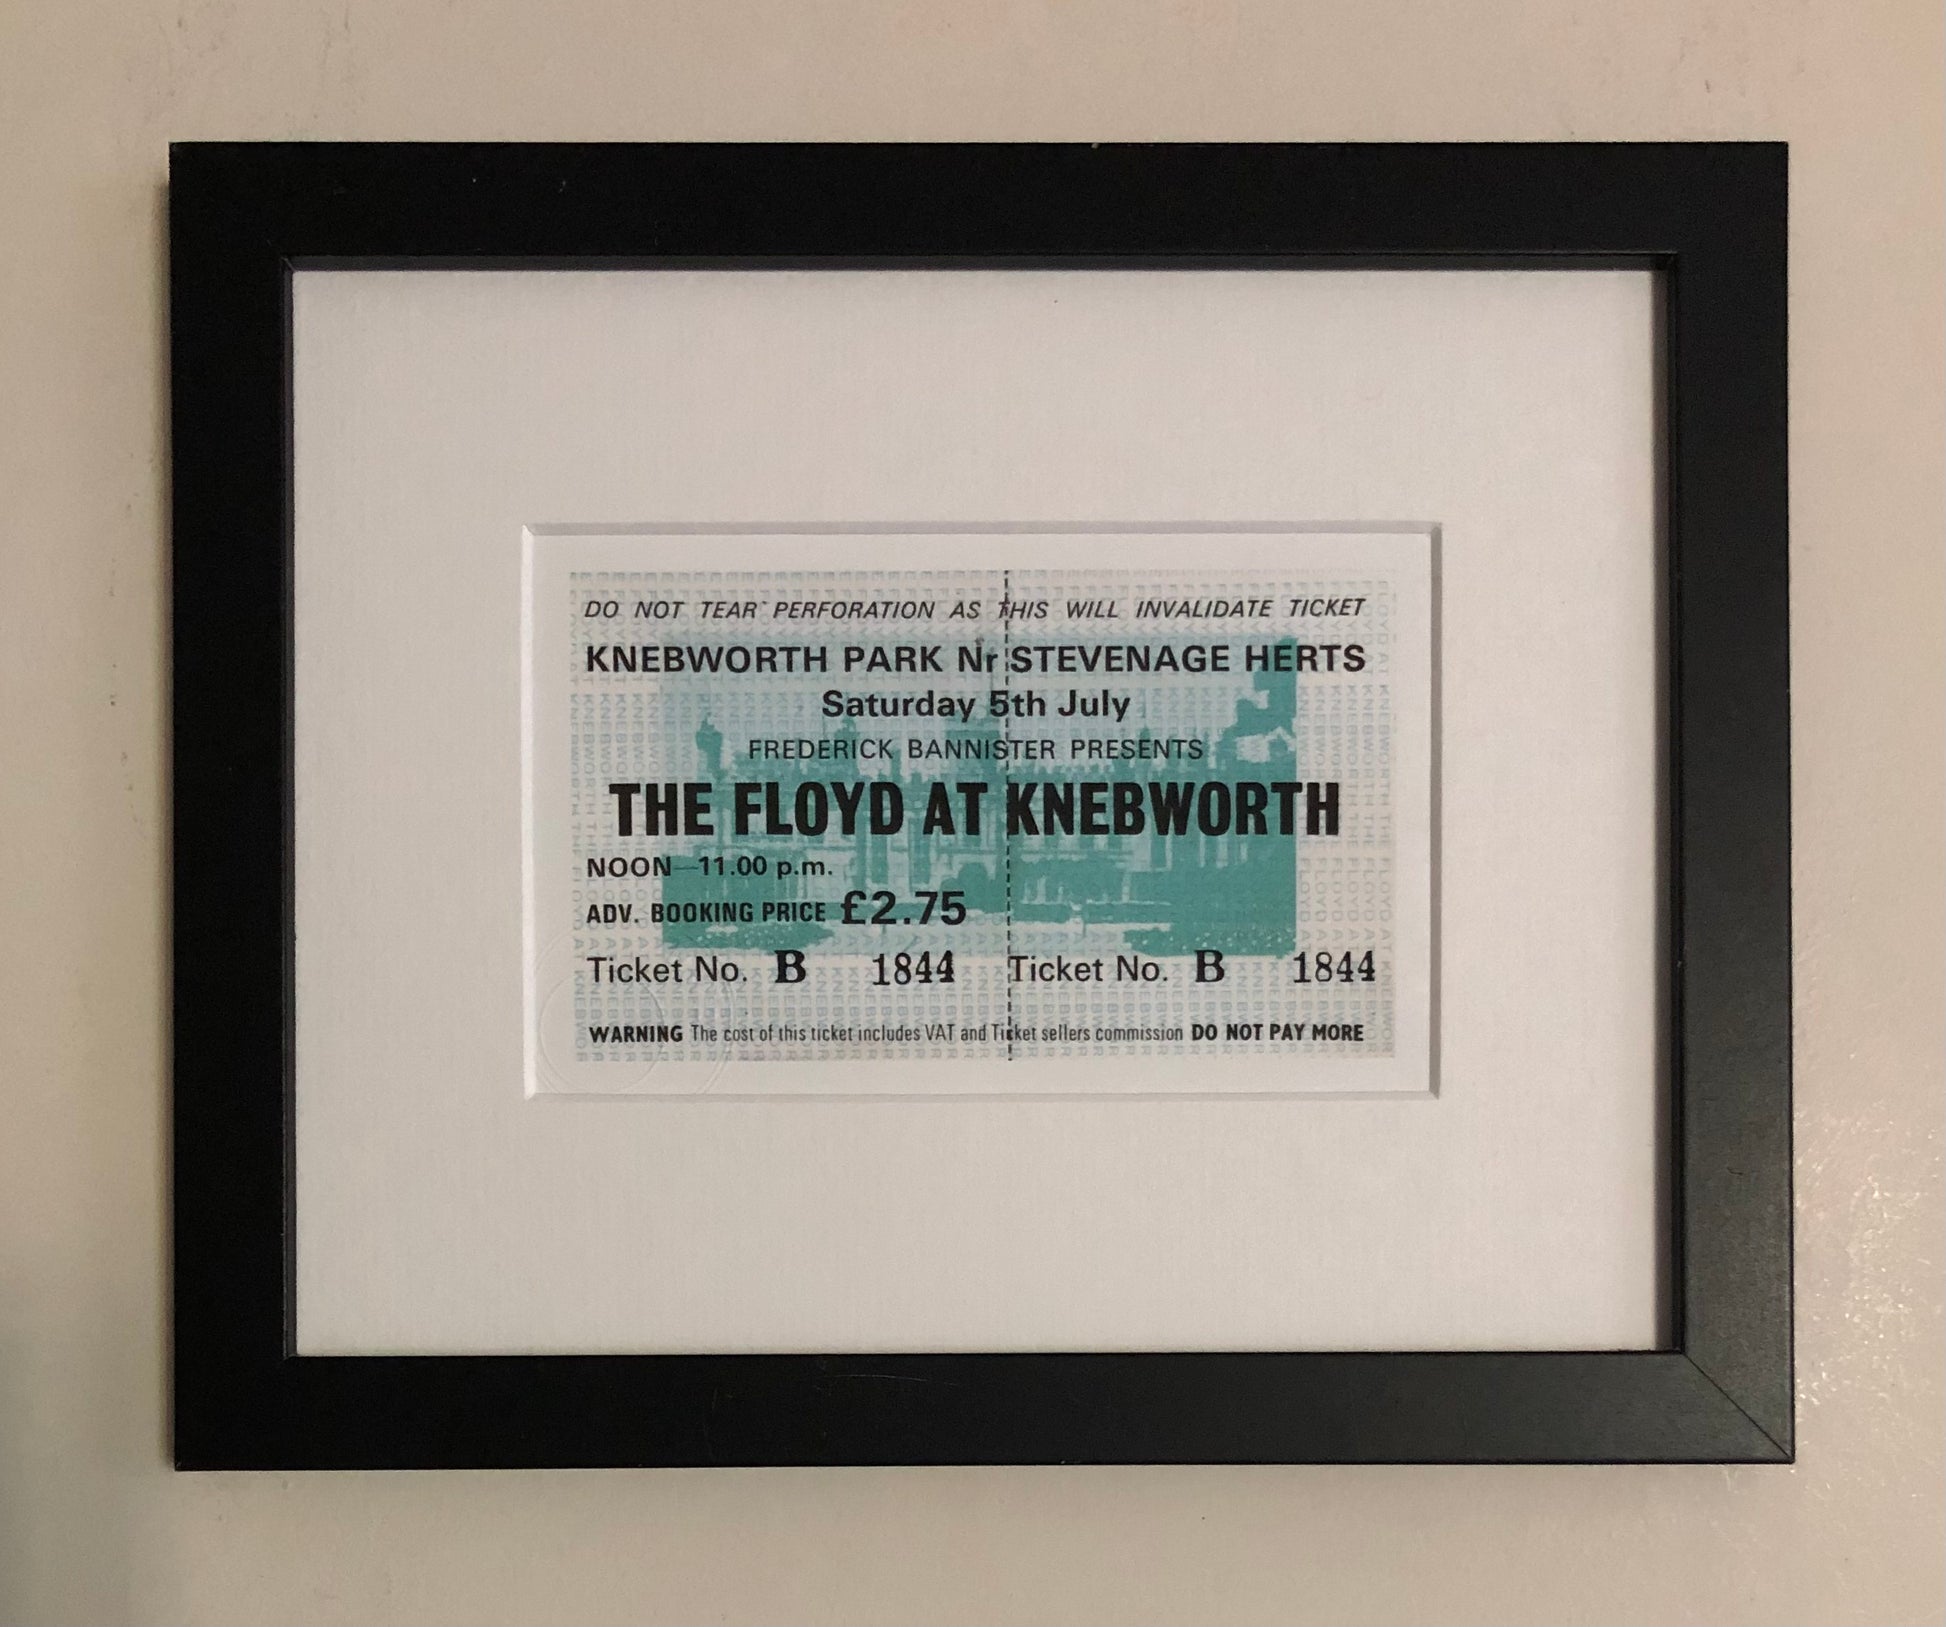 DO NOT TEAR PERFORATION AS THIS WILL INVALIDATE TICKET
KNEBWORTH PARK Nr STEVENAGE HERTS
Saturday 5th July
FREDERICK BANNISTER PRESENTS
THE FLOYD AT KNEBWORTH
NOON—11.00 p.m.
ADV. BOOKING PRICE £2.75
Ticket No. B 1844 Ticket No. B 1844
WARNING The cost of this ticket includes VAT and Ticket sellers commission DO NOT PAY MORE